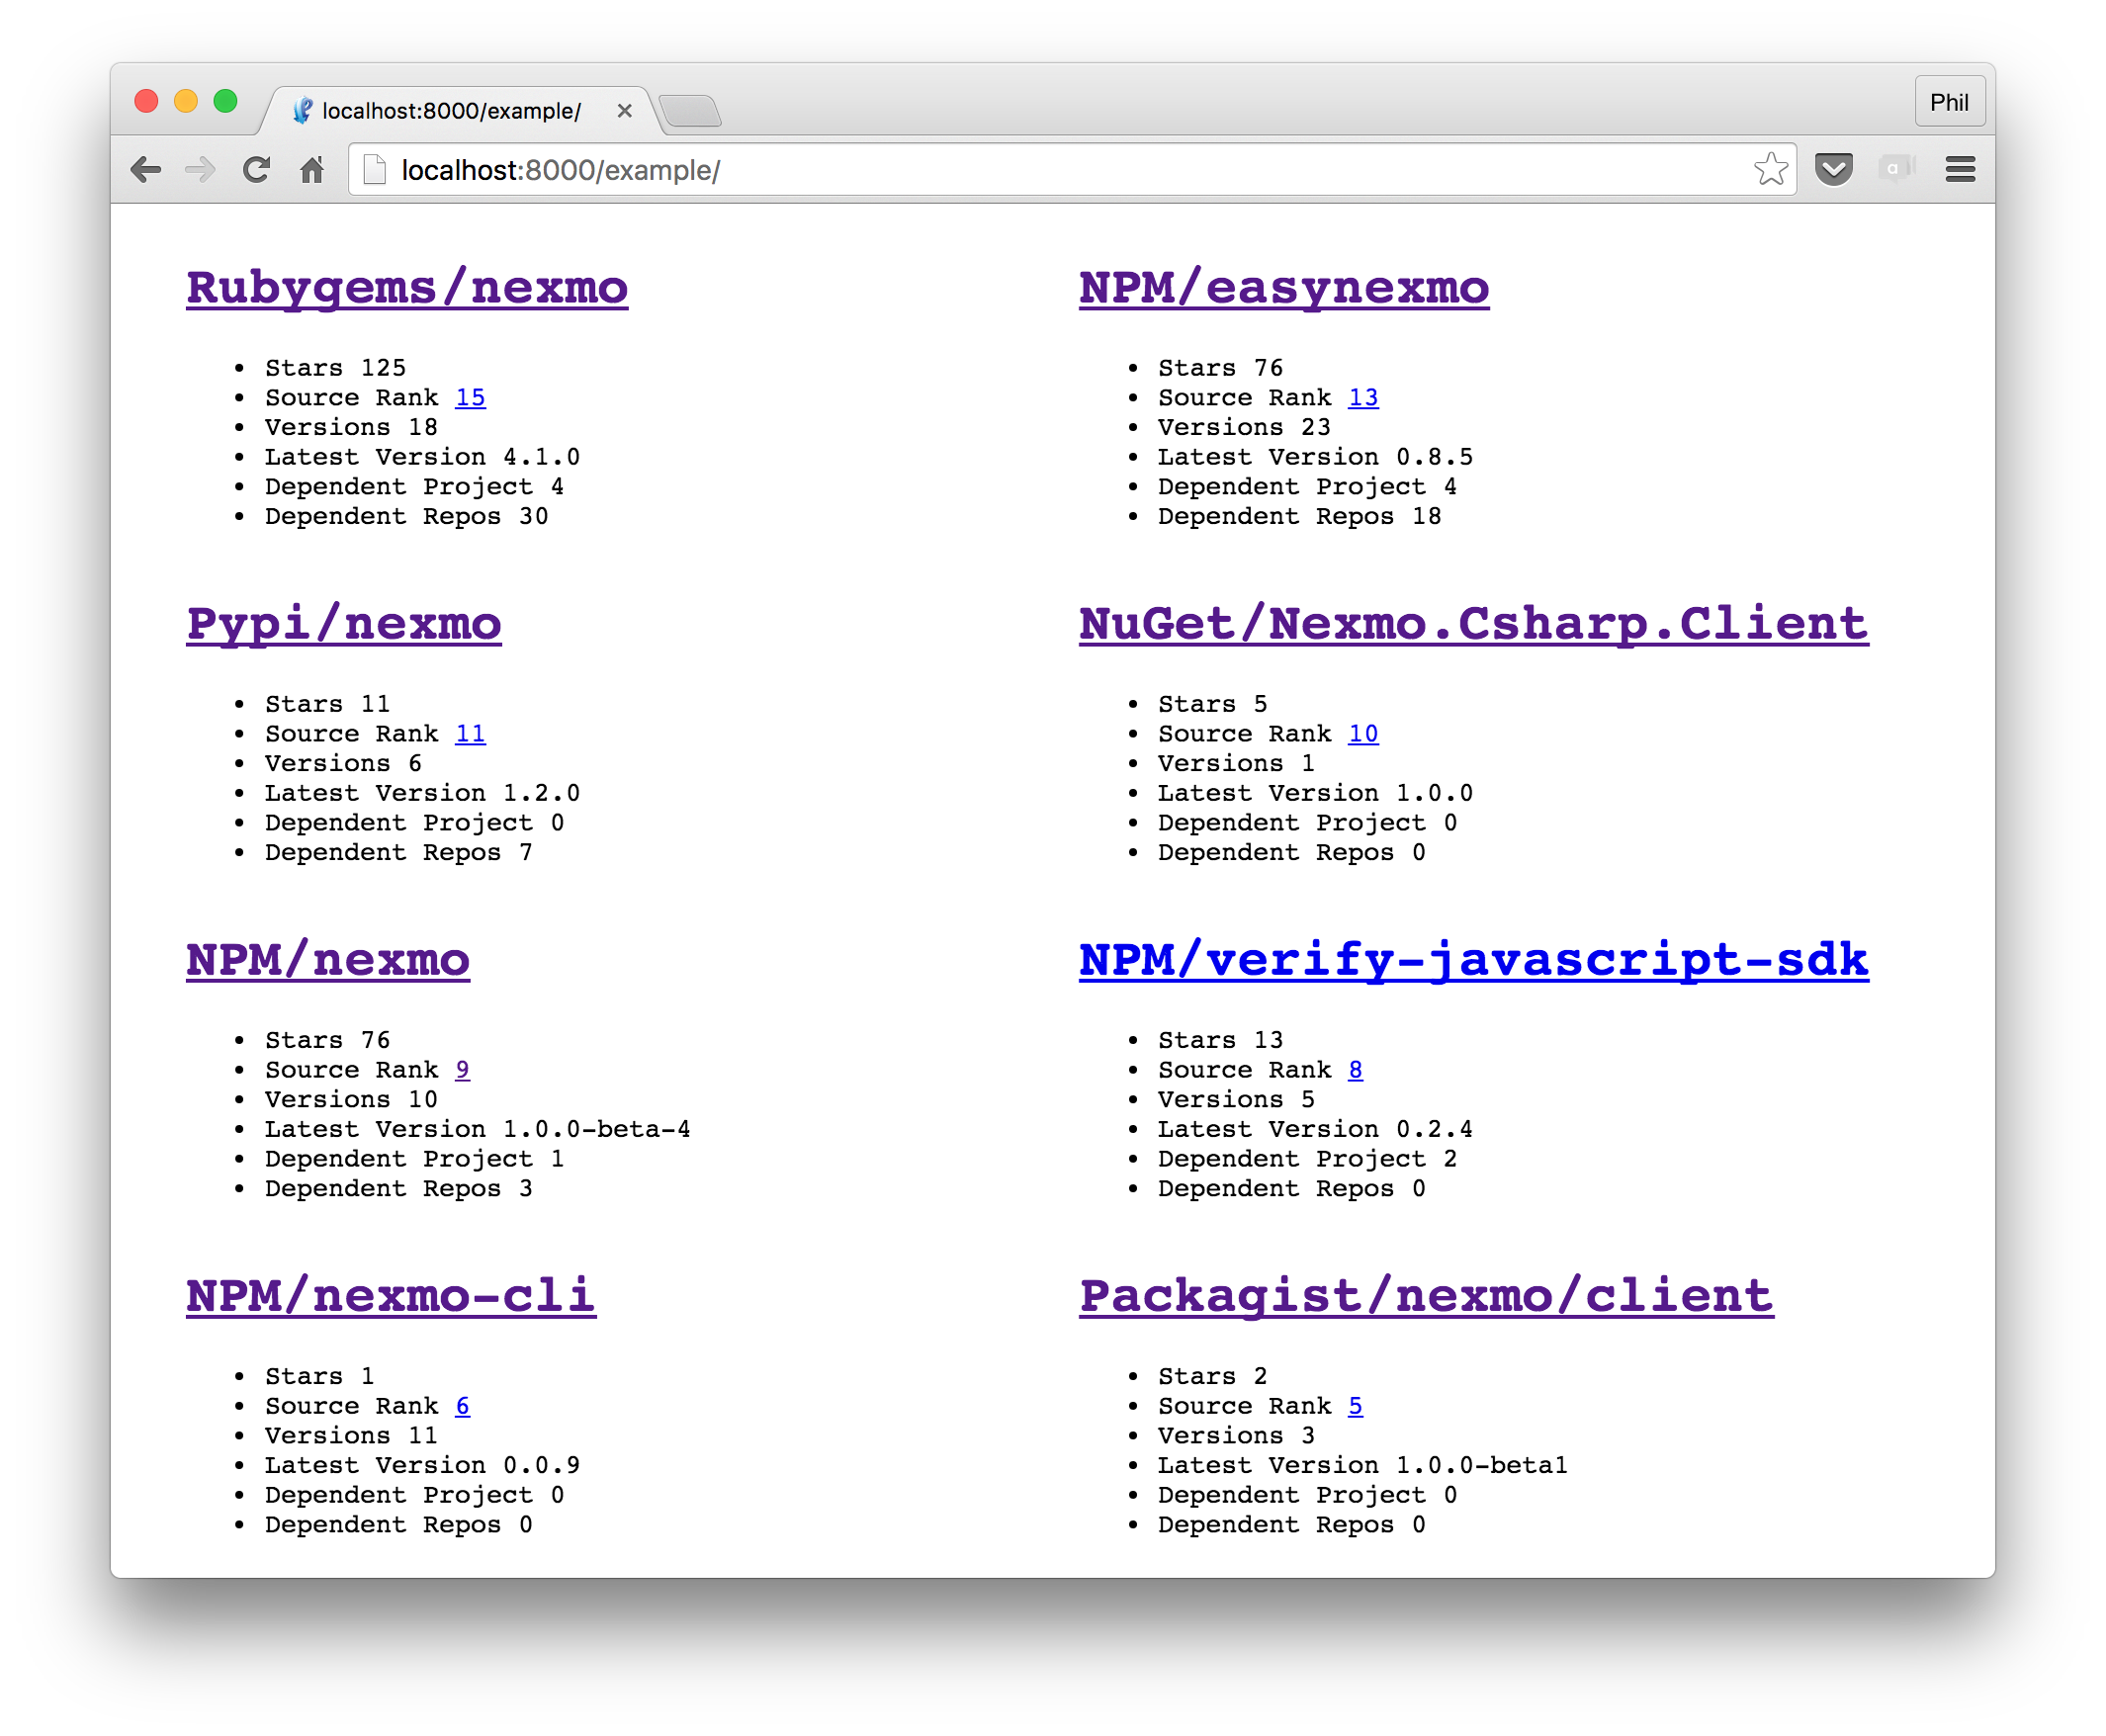 localhost:8000/example/
Phil
localhost:8000/example/
a
Rubygems/nexmo
Stars 125
Source Rank 15
Versions 18
Latest Version 4.1.0
Dependent Project 4
Dependent Repos 30
NPM/easynexmo
Stars 76
Source Rank 13
Versions 23
Latest Version 0.8.5
Dependent Project 4
Dependent Repos 18
Pypi/nexmo
Stars 11
Source Rank 11
Versions 6
Latest Version 1.2.0
Dependent Project 0
Dependent Repos 7
NuGet/Nexmo.Csharp.Client
Stars 5
Source Rank 10
Versions 1
Latest Version 1.0.0
Dependent Project 0
Dependent Repos 0
NPM/nexmo
Stars 76
Source Rank 9
Versions 10
Latest Version 1.0.0-beta-4
Dependent Project 1
Dependent Repos 3
NPM/verify-javascript-sdk
Stars 13
Source Rank 8
Versions 5
Latest Version 0.2.4
Dependent Project 2
Dependent Repos 0
NPM/nexmo-cli
Stars 1
Source Rank 6
Versions 11
Latest Version 0.0.9
Dependent Project 0
Dependent Repos 0
Packagist/nexmo/client
Stars 2
Source Rank 5
Versions 3
Latest Version 1.0.0-beta1
Dependent Project 0
Dependent Repos 0